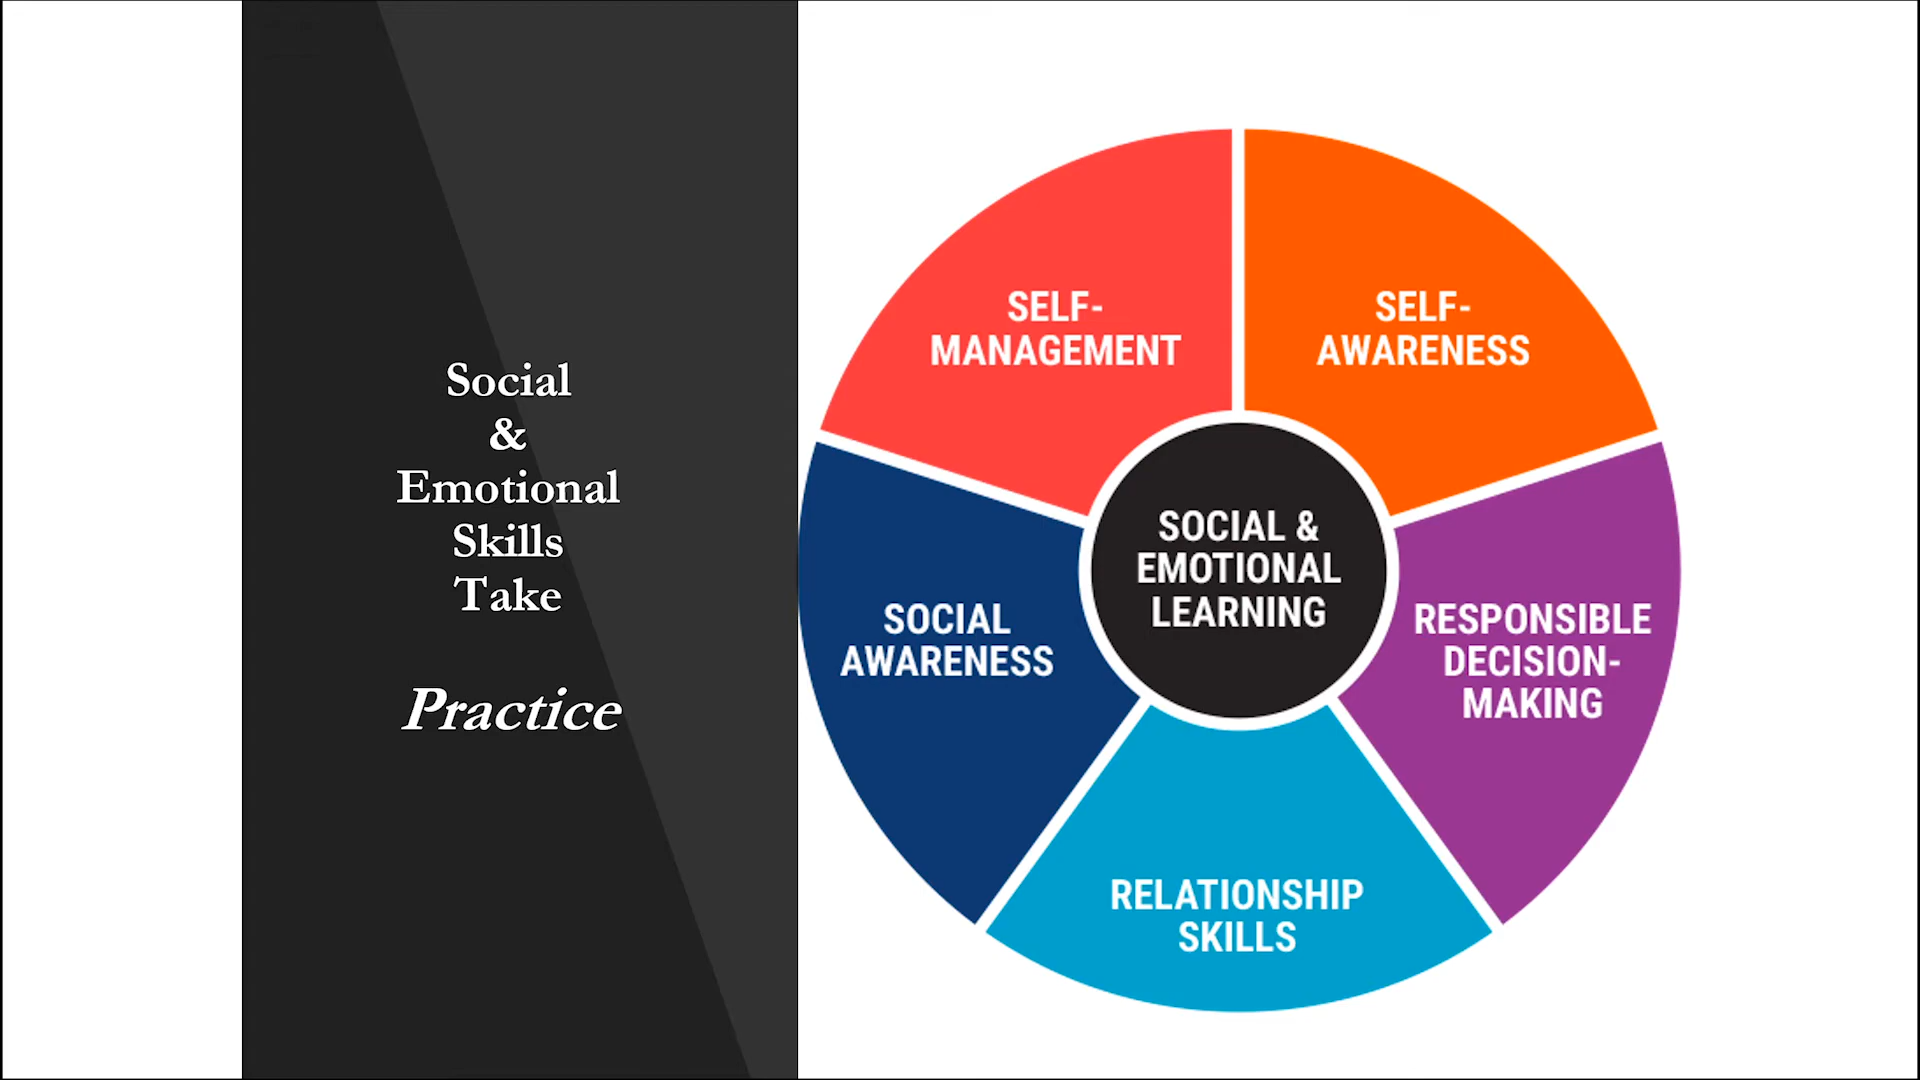 Social
&
Emotional
Skills
Take
Practice
SELF-
MANAGEMENT
SELF-
AWARENESS
SOCIAL &
EMOTIONAL
LEARNING
SOCIAL
AWARENESS
RESPONSIBLE
DECISION-
MAKING
RELATIONSHIP
SKILLS